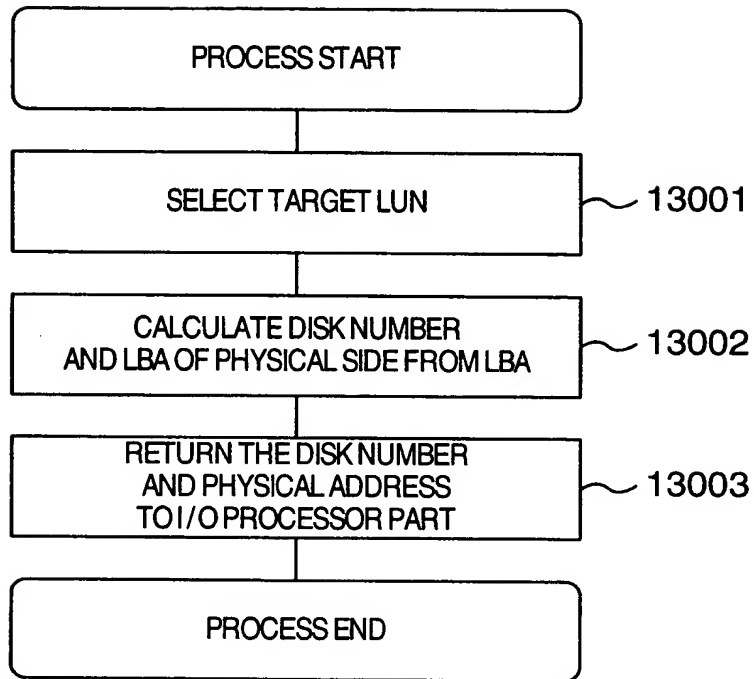 PROCESS START
SELECT TARGET LUN
13001
CALCULATE DISK NUMBER
AND LBA OF PHYSICAL SIDE FROM LBA
13002
RETURN THE DISK NUMBER
AND PHYSICAL ADDRESS
TO I/O PROCESSOR PART
13003
PROCESS END